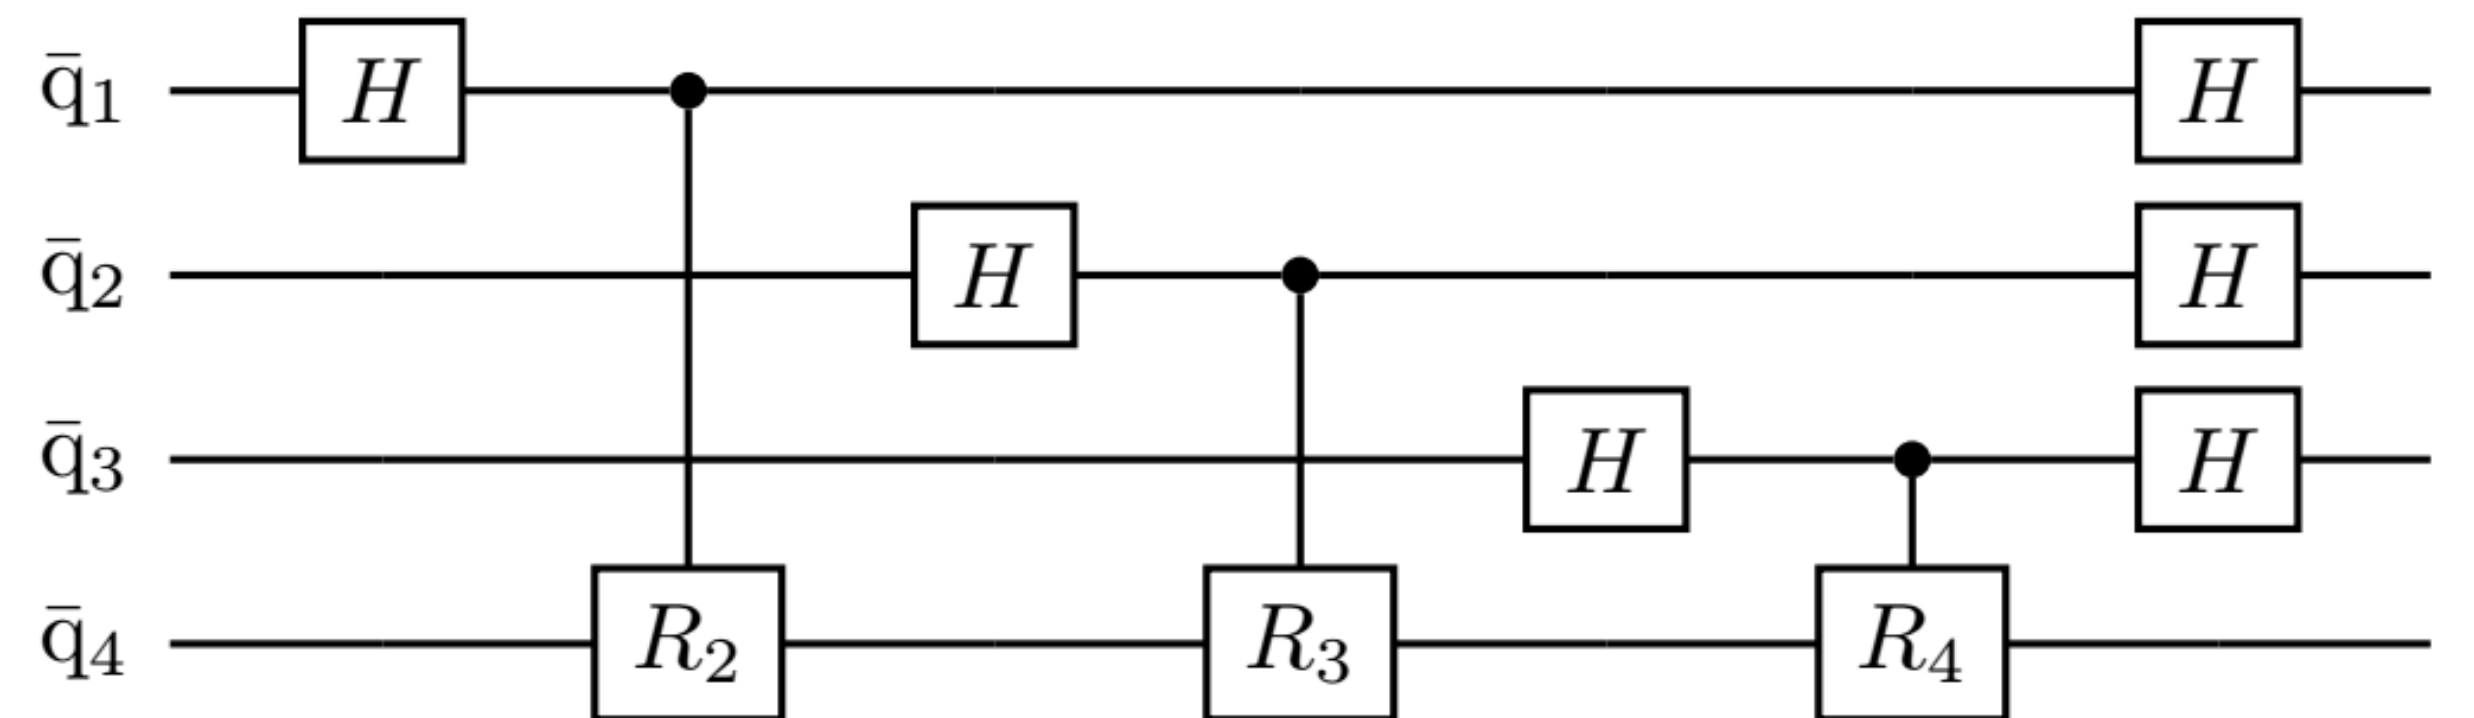 q̄₁ H H
q̄₂ H H
q̄₃ H H
q̄₄ R₂ R₃ R₄